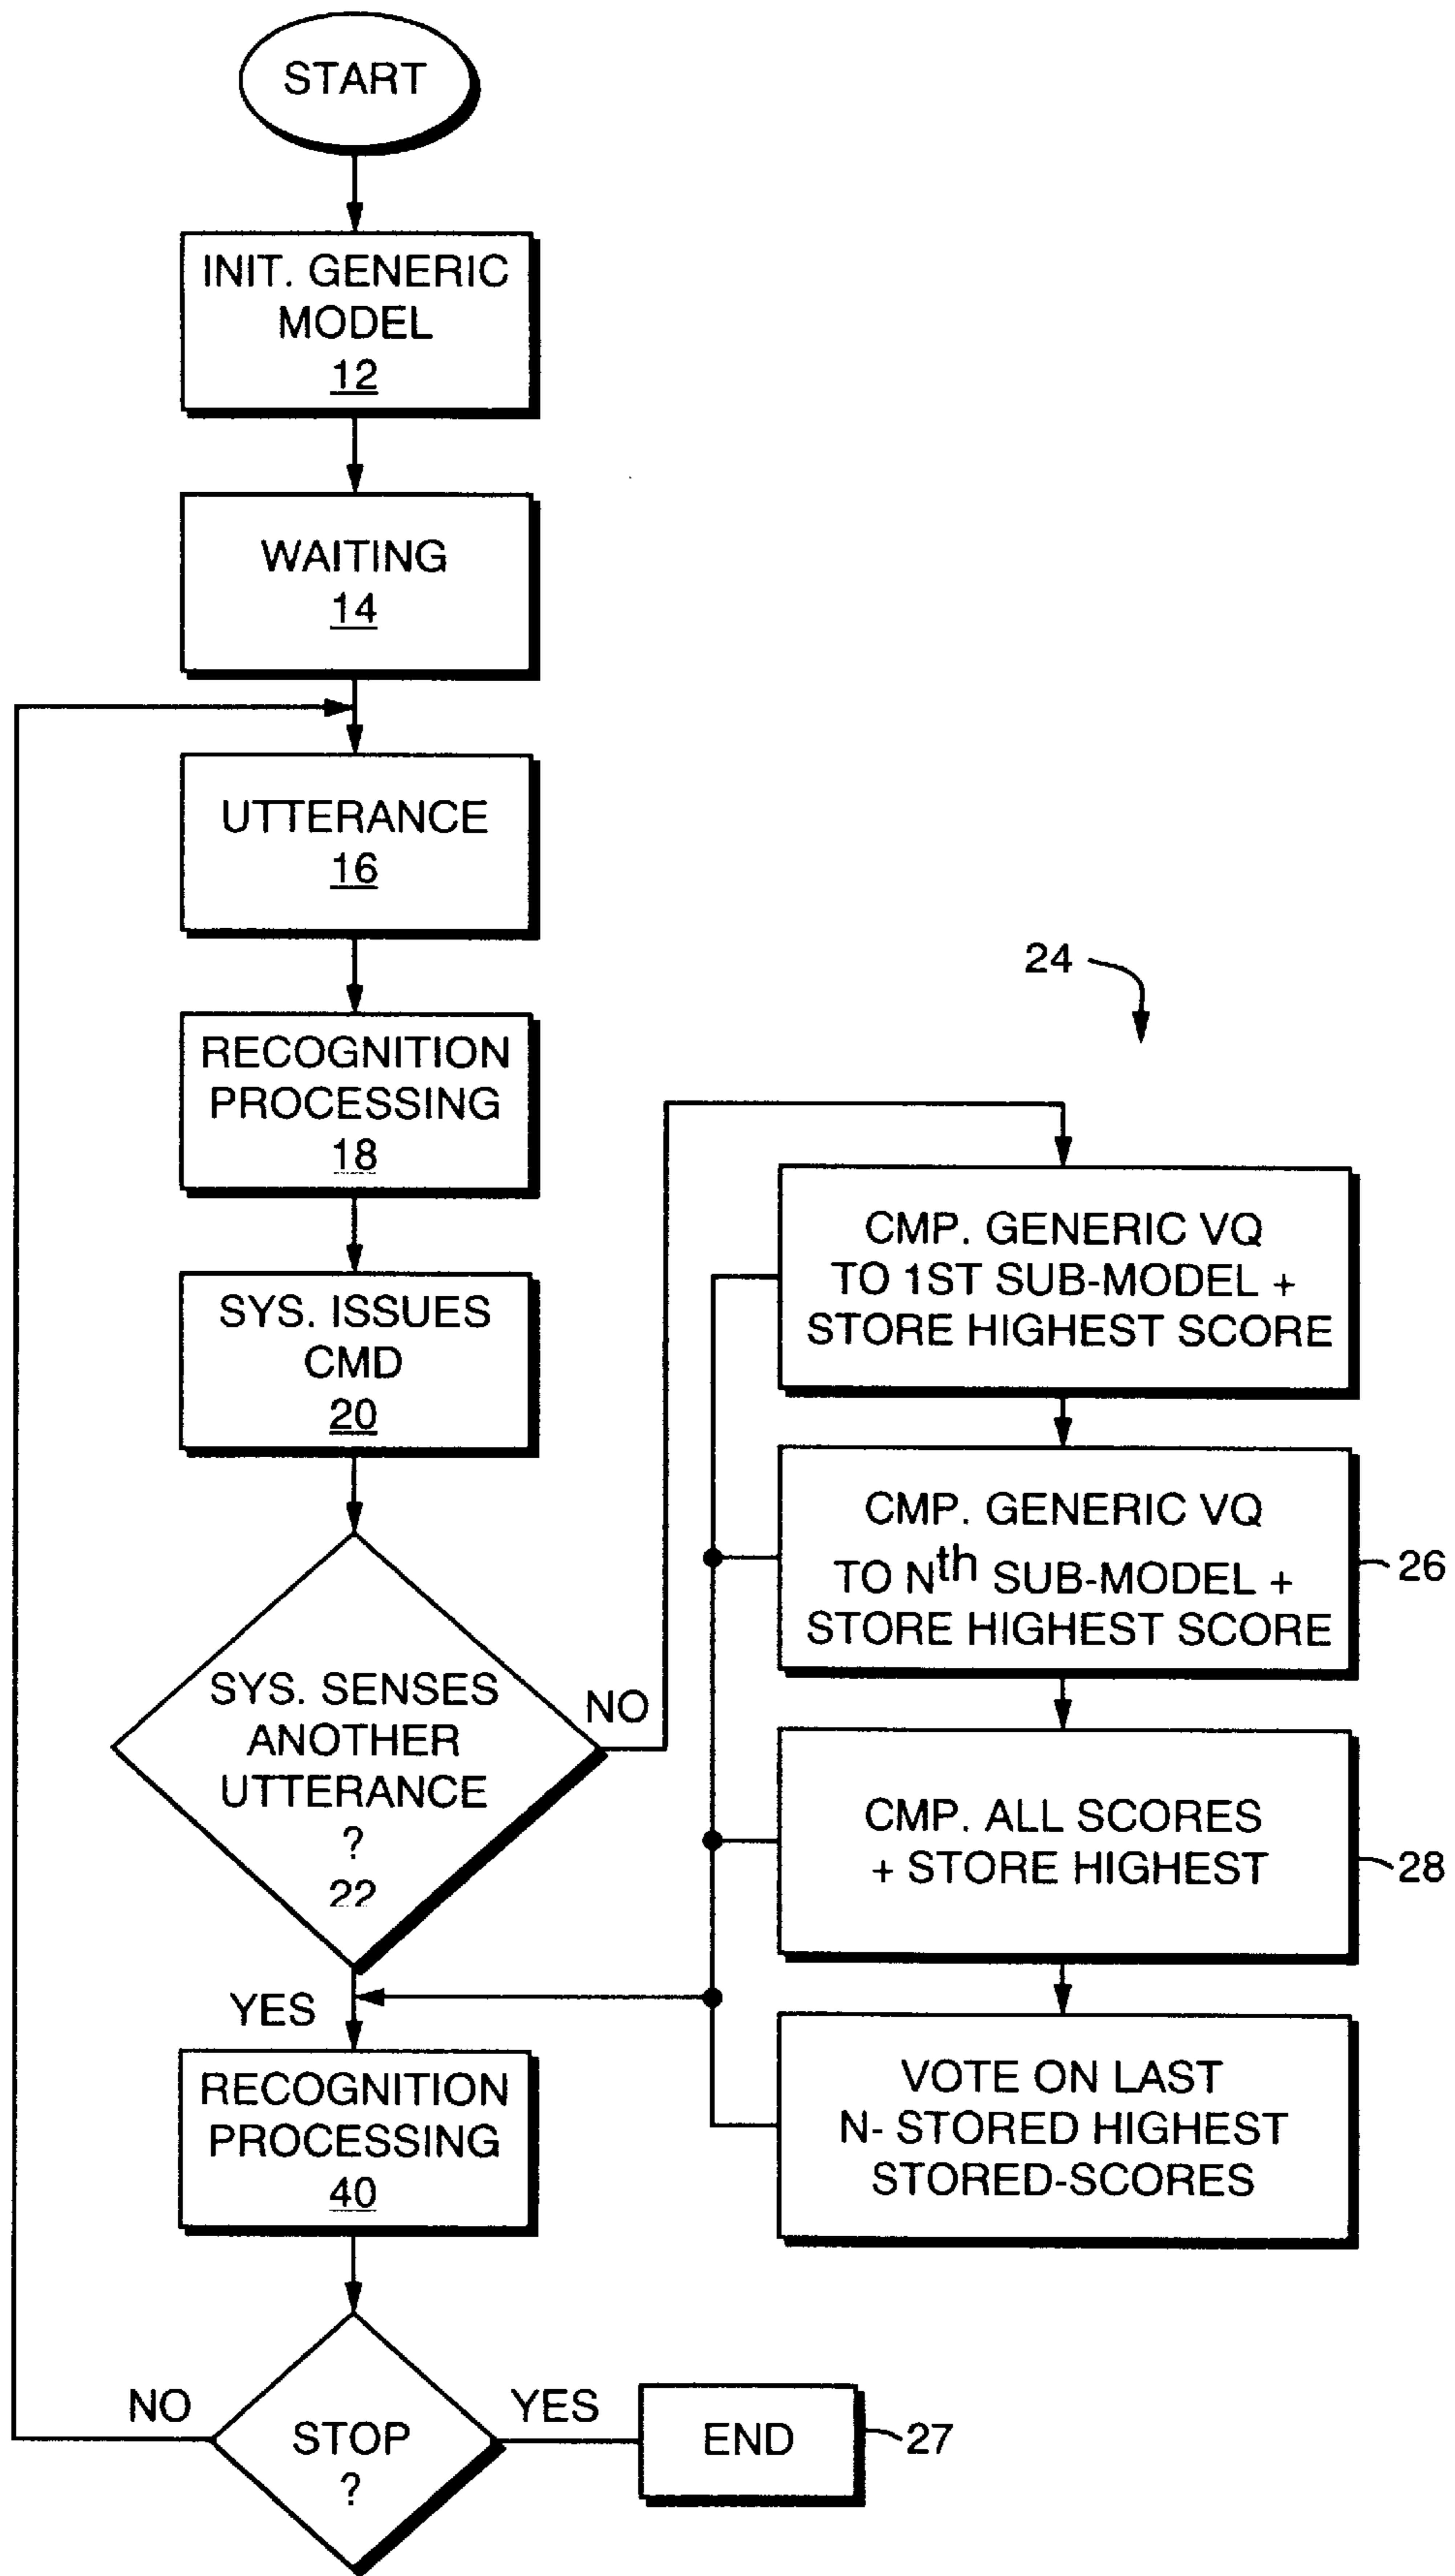 START
INIT. GENERIC
MODEL
12
WAITING
14
UTTERANCE
16
RECOGNITION
PROCESSING
18
SYS. ISSUES
CMD
20
SYS. SENSES
ANOTHER
UTTERANCE
?
22
NO
YES
24
CMP. GENERIC VQ
TO 1ST SUB-MODEL +
STORE HIGHEST SCORE
CMP. GENERIC VQ
TO Nth SUB-MODEL +
STORE HIGHEST SCORE
26
CMP. ALL SCORES
+ STORE HIGHEST
28
VOTE ON LAST
N- STORED HIGHEST
STORED-SCORES
RECOGNITION
PROCESSING
40
STOP
?
NO
YES
END
27